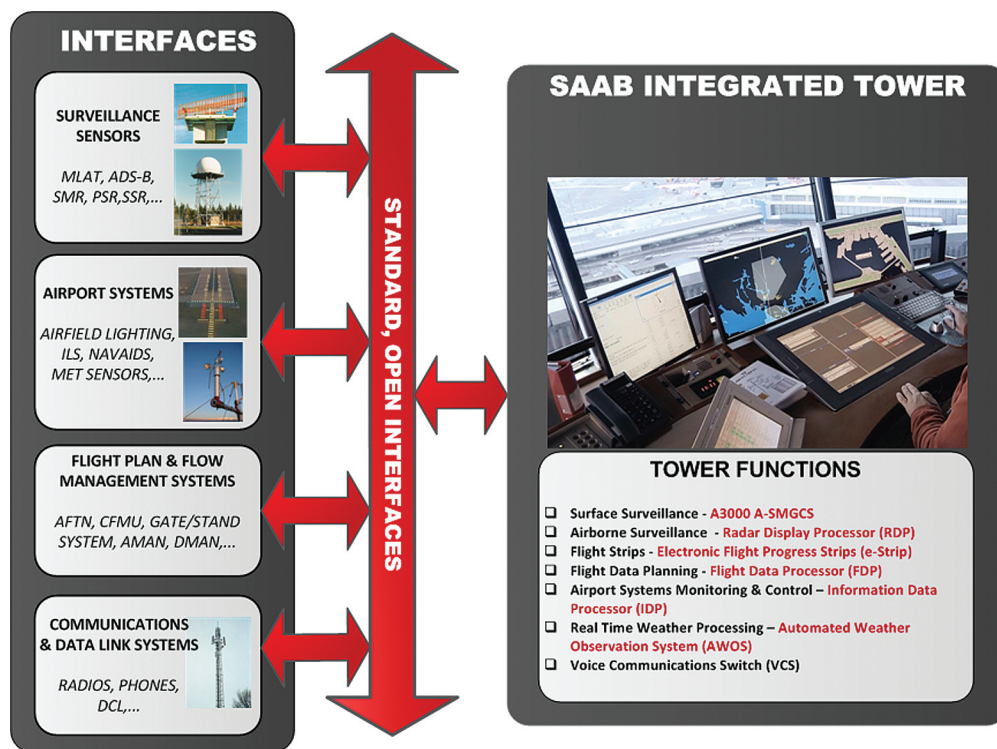 INTERFACES
SURVEILLANCE
SENSORS
MLAT, ADS-B,
SMR, PSR,SSR,...
AIRPORT SYSTEMS
AIRFIELD LIGHTING,
ILS, NAVAIDS,
MET SENSORS,...
FLIGHT PLAN & FLOW
MANAGEMENT SYSTEMS
AFTN, CFMU, GATE/STAND
SYSTEM, AMAN, DMAN,...
COMMUNICATIONS
& DATA LINK SYSTEMS
RADIOS, PHONES,
DCL,...
STANDARD, OPEN INTERFACES
SAAB INTEGRATED TOWER
TOWER FUNCTIONS
❑ Surface Surveillance - A3000 A-SMGCS
❑ Airborne Surveillance - Radar Display Processor (RDP)
❑ Flight Strips - Electronic Flight Progress Strips (e-Strip)
❑ Flight Data Planning - Flight Data Processor (FDP)
❑ Airport Systems Monitoring & Control – Information Data
Processor (IDP)
❑ Real Time Weather Processing – Automated Weather
Observation System (AWOS)
❑ Voice Communications Switch (VCS)